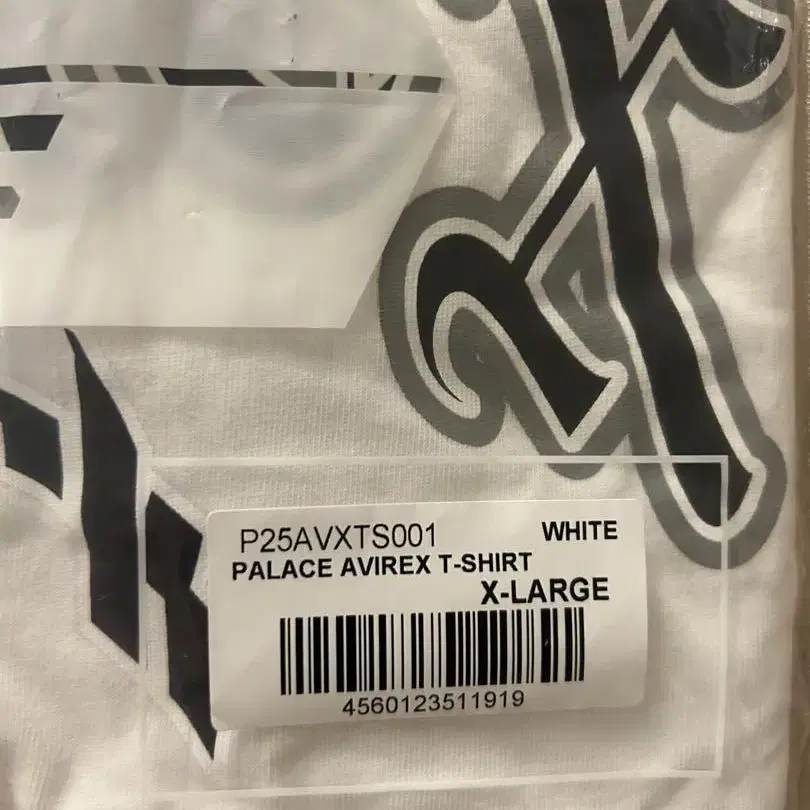 P25AVXTS001 WHITE
PALACE AVIREX T-SHIRT
X-LARGE
4560123511919